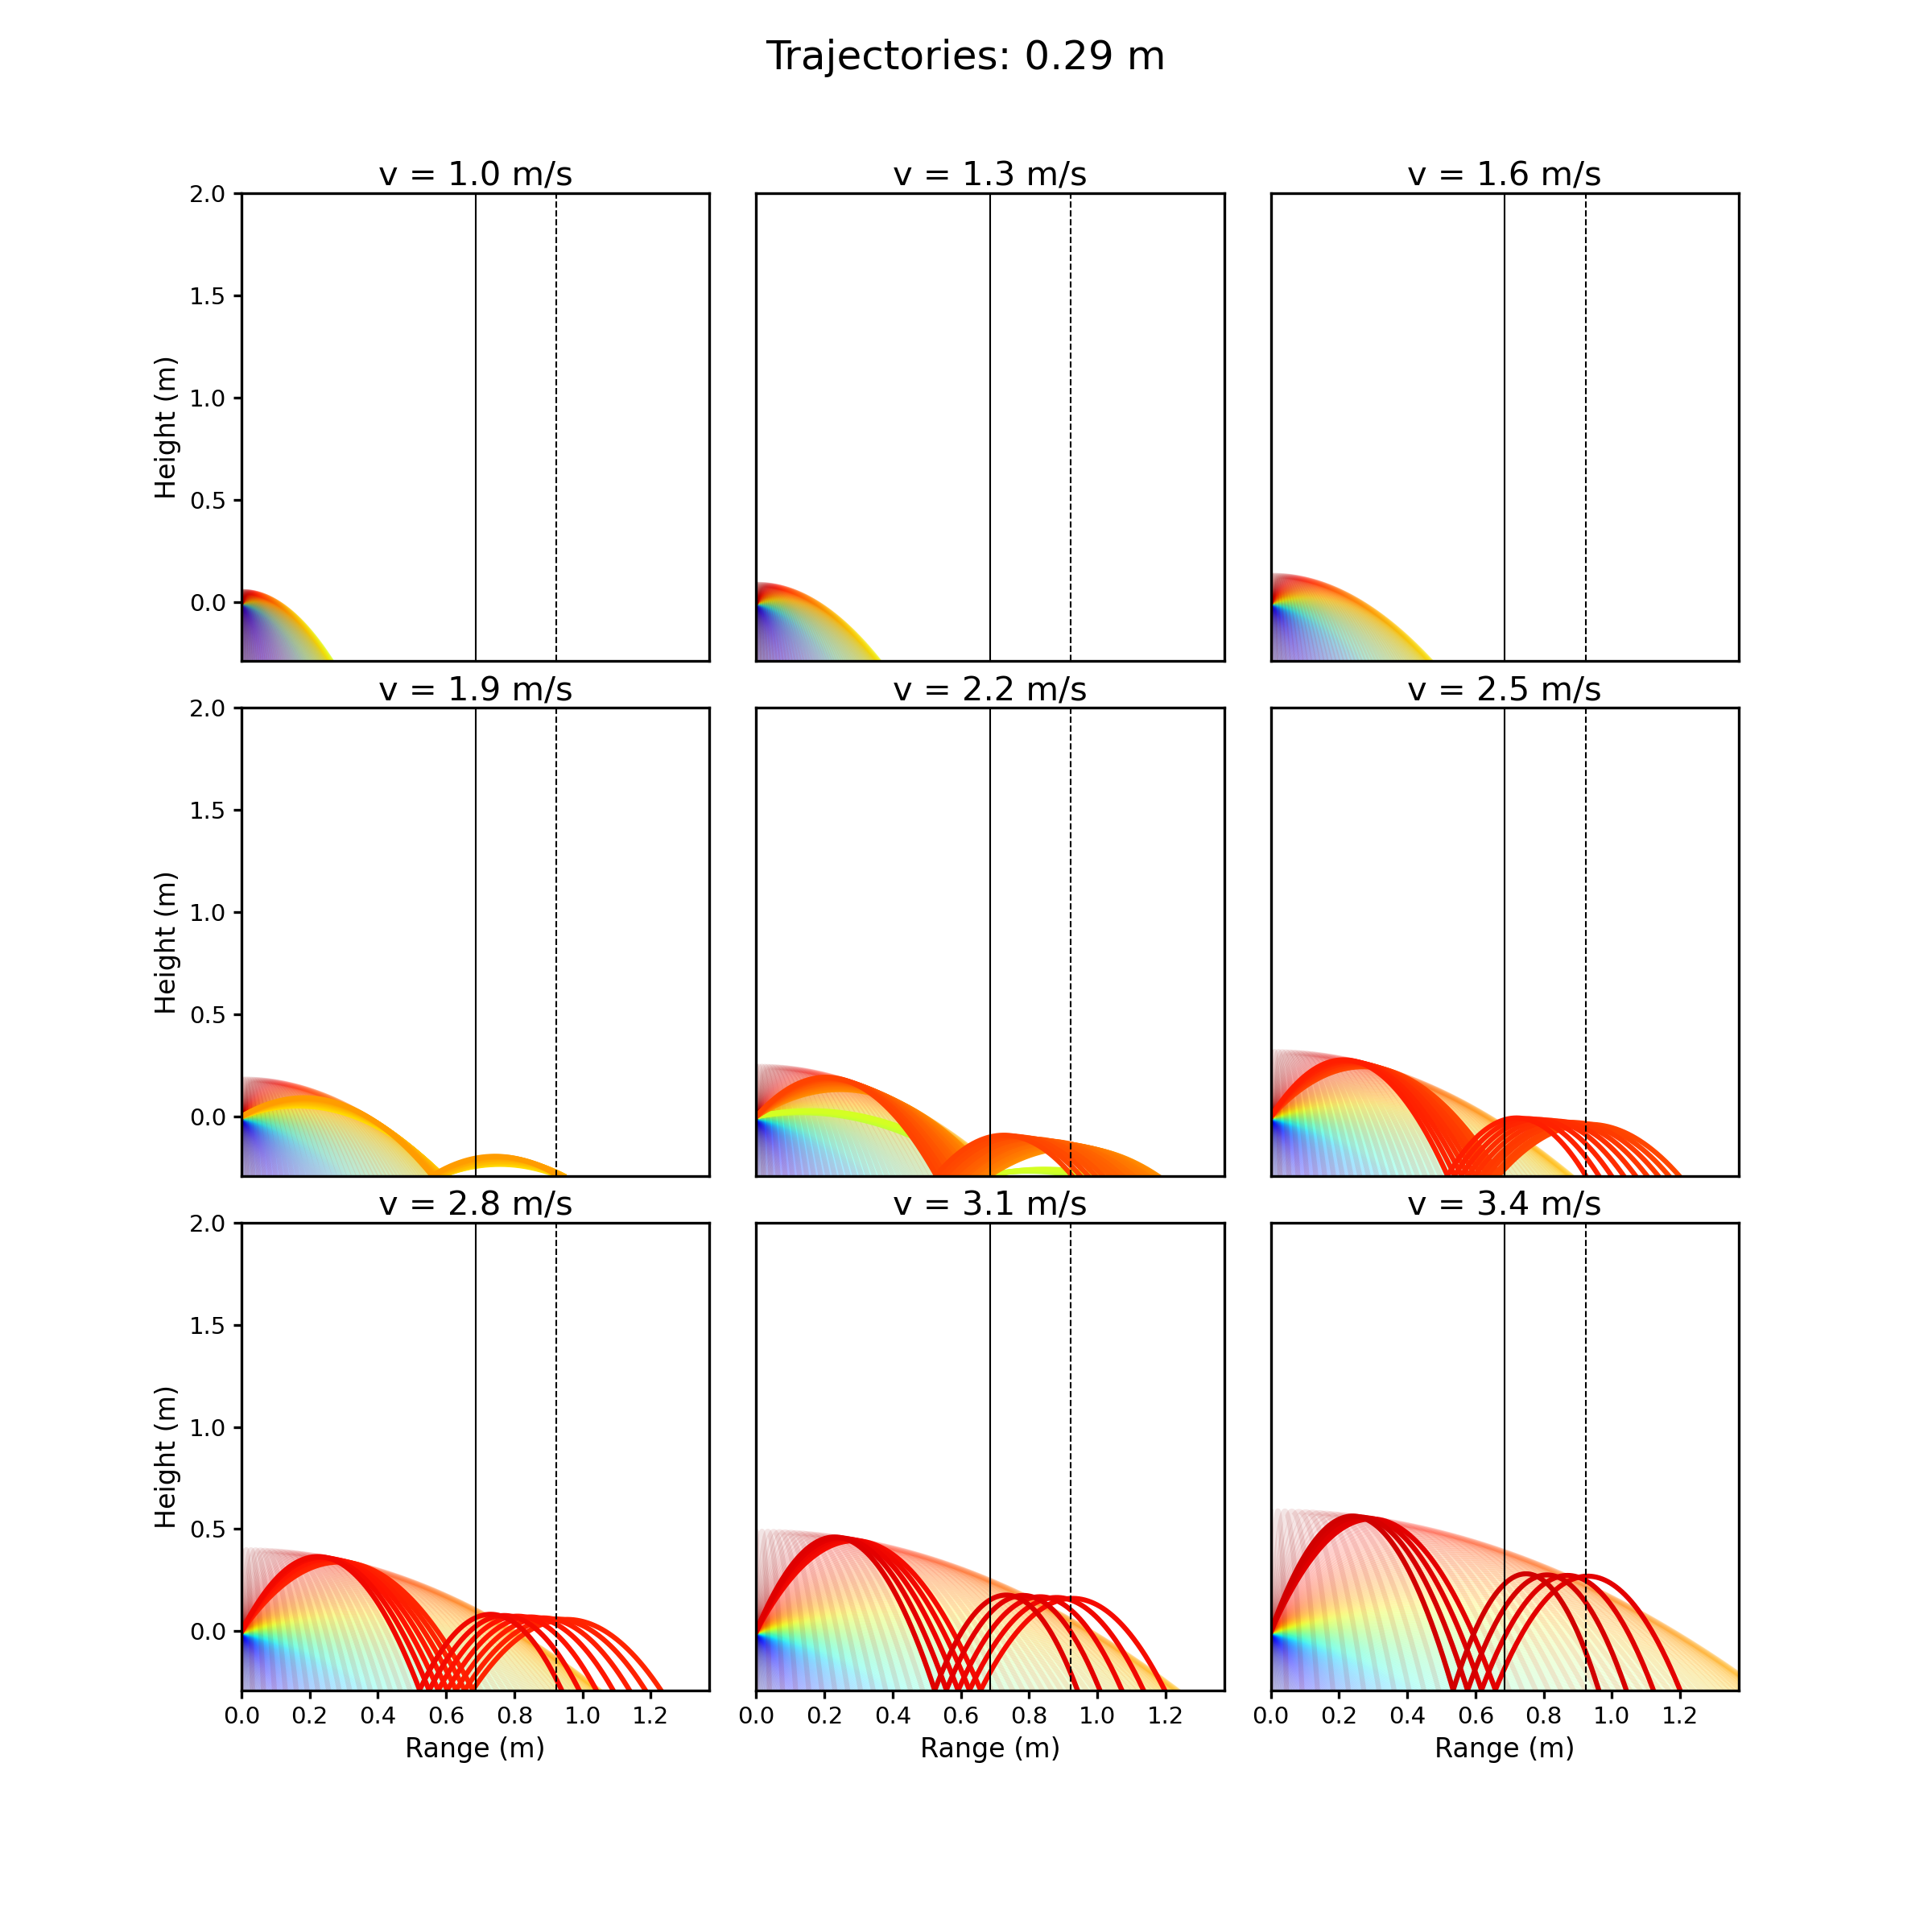 Trajectories: 0.29 m
v = 1.0 m/s
v = 1.3 m/s
v = 1.6 m/s
2.0
1.5
1.0
0.5
0.0
Height (m)
v = 1.9 m/s
v = 2.2 m/s
v = 2.5 m/s
2.0
1.5
1.0
0.5
0.0
Height (m)
v = 2.8 m/s
v = 3.1 m/s
v = 3.4 m/s
2.0
1.5
1.0
0.5
0.0
Height (m)
0.0 0.2 0.4 0.6 0.8 1.0 1.2
0.0 0.2 0.4 0.6 0.8 1.0 1.2
0.0 0.2 0.4 0.6 0.8 1.0 1.2
Range (m)
Range (m)
Range (m)